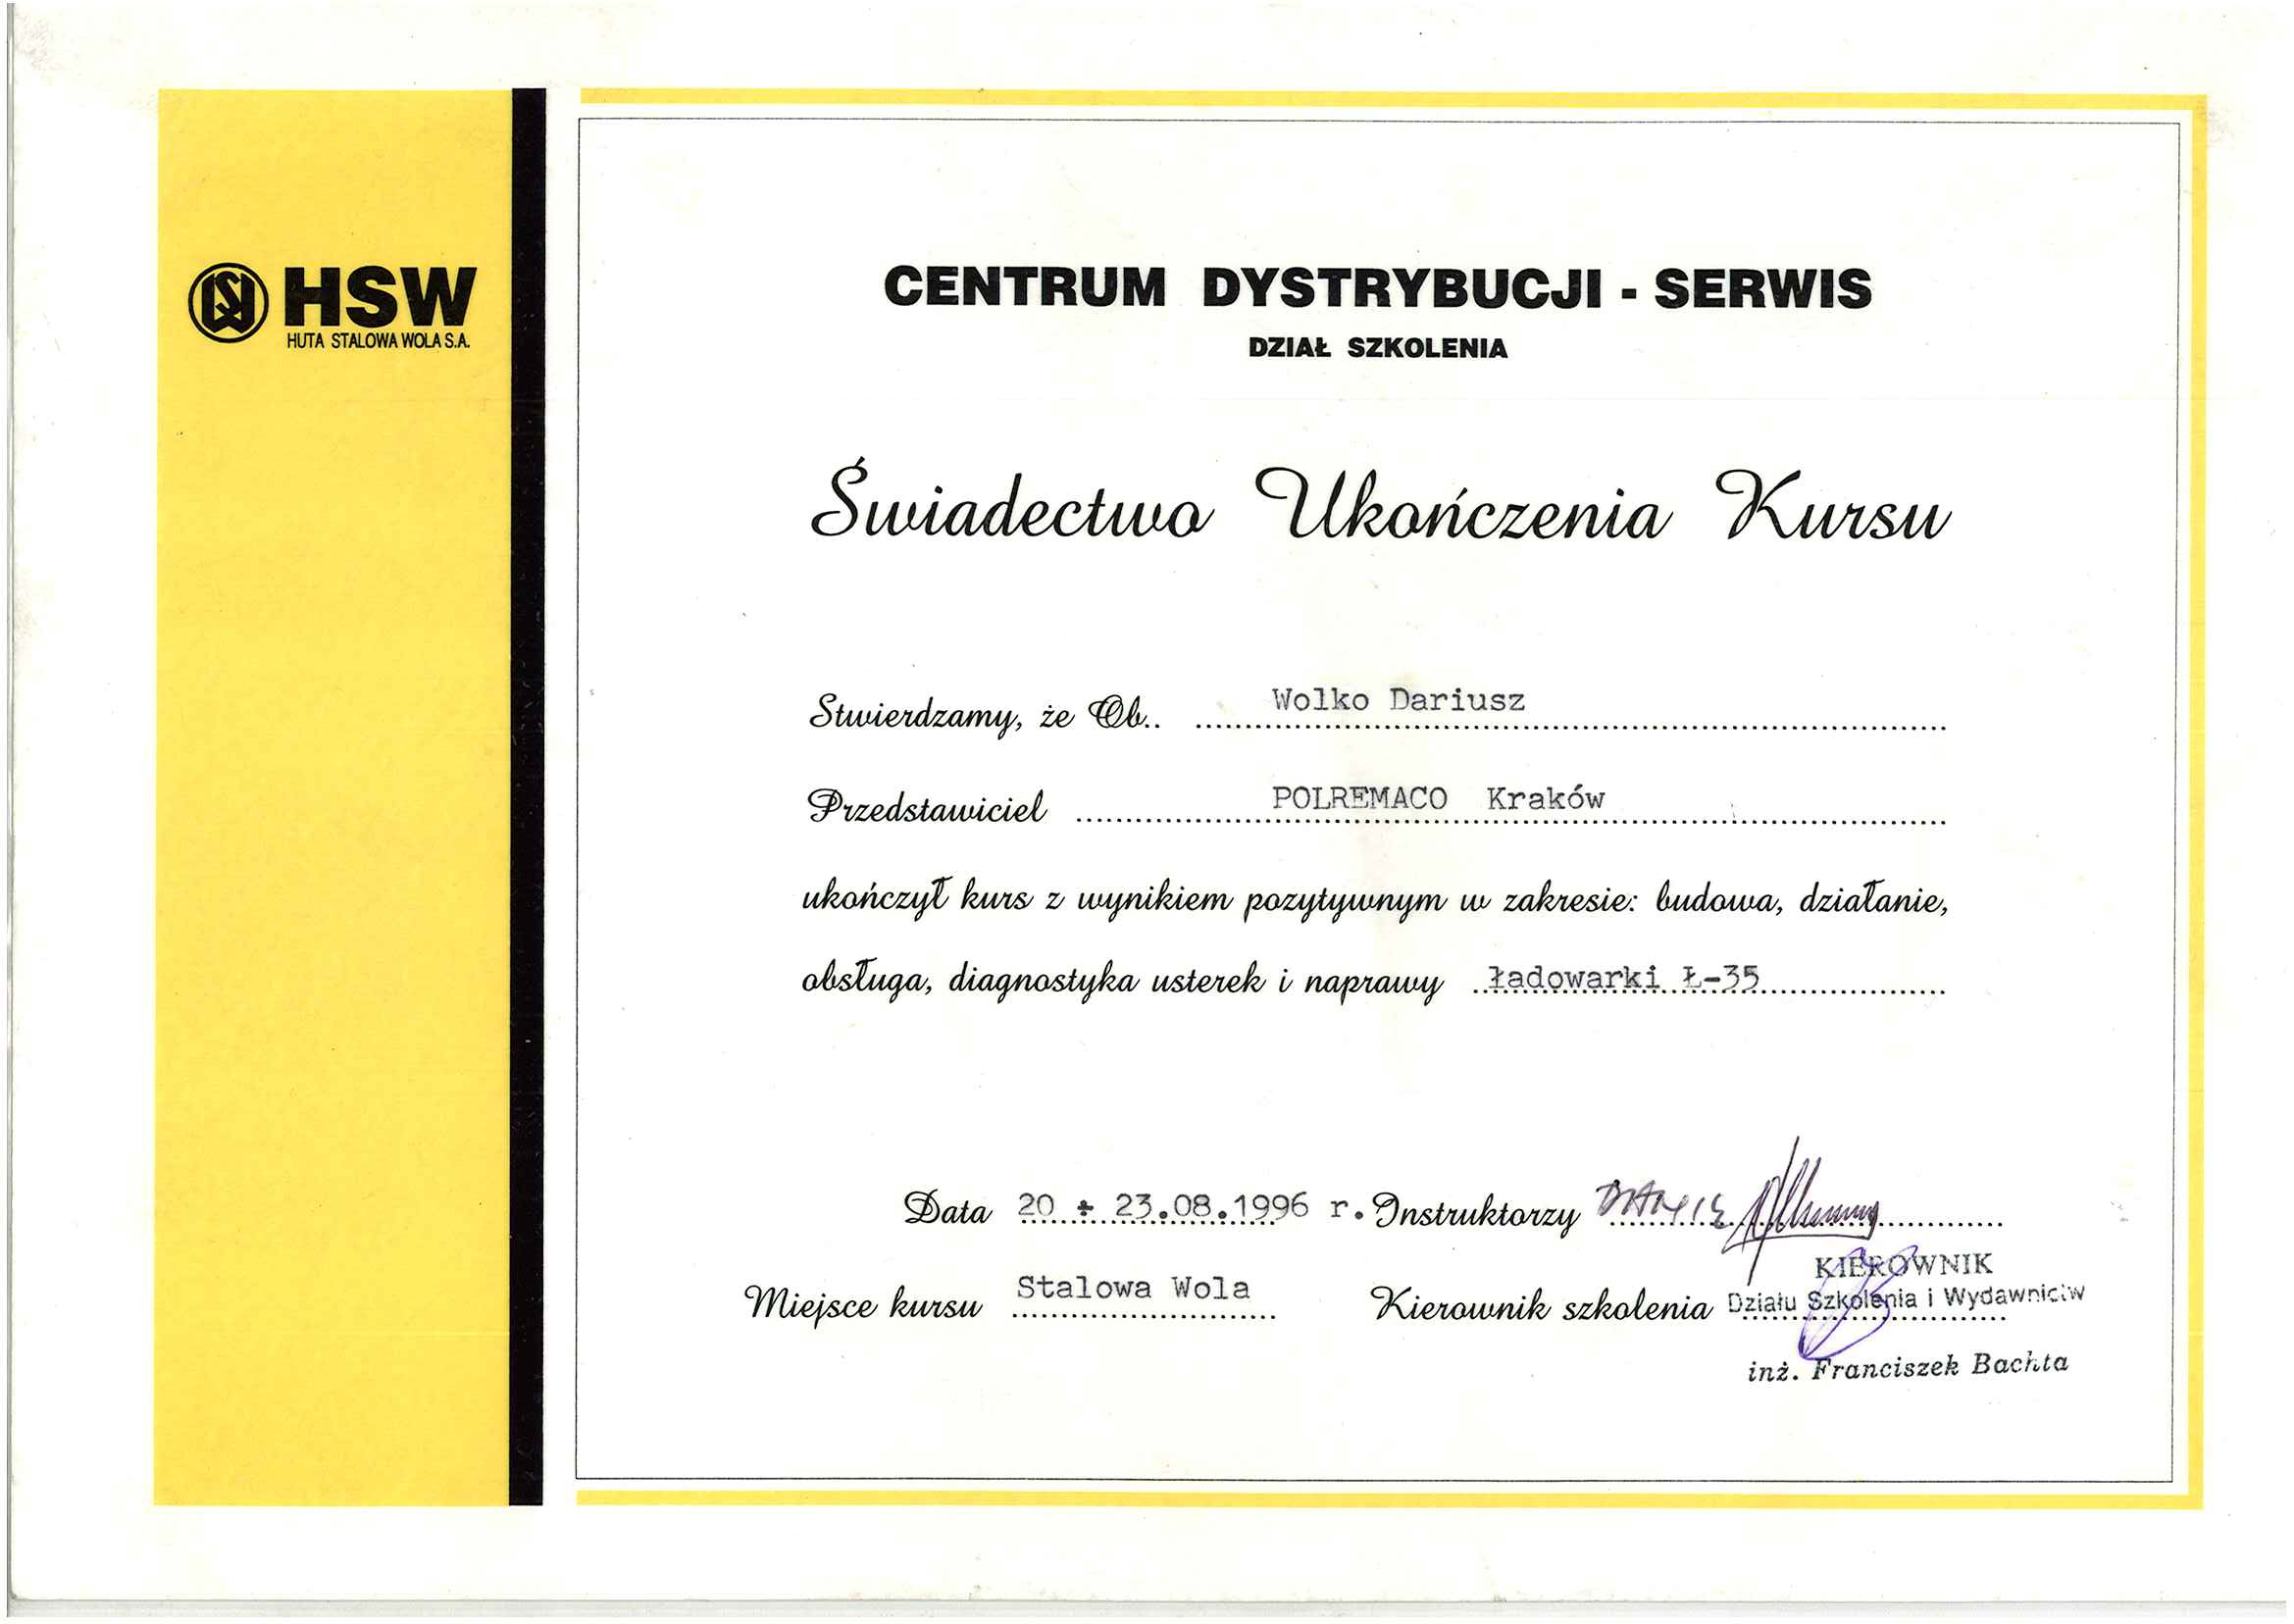 HSW
HUTA STALOWA WOLA S.A.
CENTRUM DYSTRYBUCJI - SERWIS
DZIAŁ SZKOLENIA
Świadectwo Ukończenia Kursu
Stwierdzamy, że Ob.. Wolko Dariusz
Przedstawiciel POLREMACO Kraków
ukończył kurs z wynikiem pozytywnym w zakresie: budowa, działanie,
obsługa, diagnostyka usterek i naprawy ładowarki Ł-35
Data 20 ÷ 23.08.1996 r. Instruktorzy
KIEROWNIK
Miejsce kursu Stalowa Wola Kierownik szkolenia Działu Szkolenia i Wydawnictw
inż. Franciszek Bachta